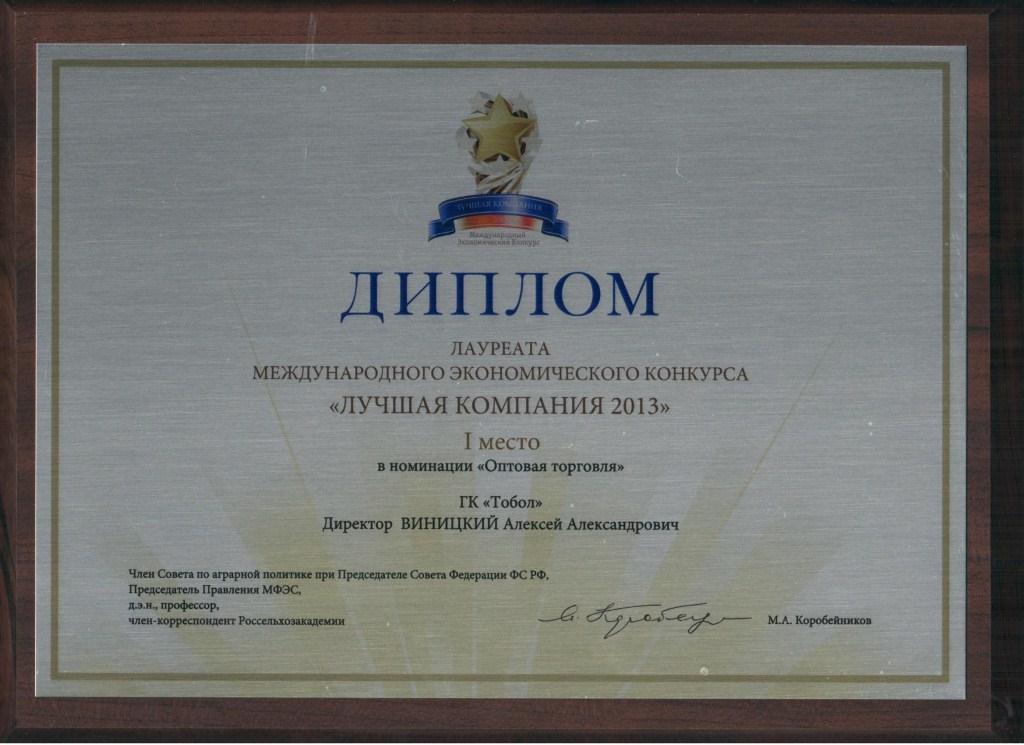 ЛУЧШАЯ КОМПАНИЯ
Международный
Экономический Конкурс
ДИПЛОМ
ЛАУРЕАТА
МЕЖДУНАРОДНОГО ЭКОНОМИЧЕСКОГО КОНКУРСА
«ЛУЧШАЯ КОМПАНИЯ 2013»
I место
в номинации «Оптовая торговля»
ГК «Тобол»
Директор ВИНИЦКИЙ Алексей Александрович
Член Совета по аграрной политике при Председателе Совета Федерации ФС РФ,
Председатель Правления МФЭС,
д.э.н., профессор,
член-корреспондент Россельхозакадемии
М.А. Коробейников